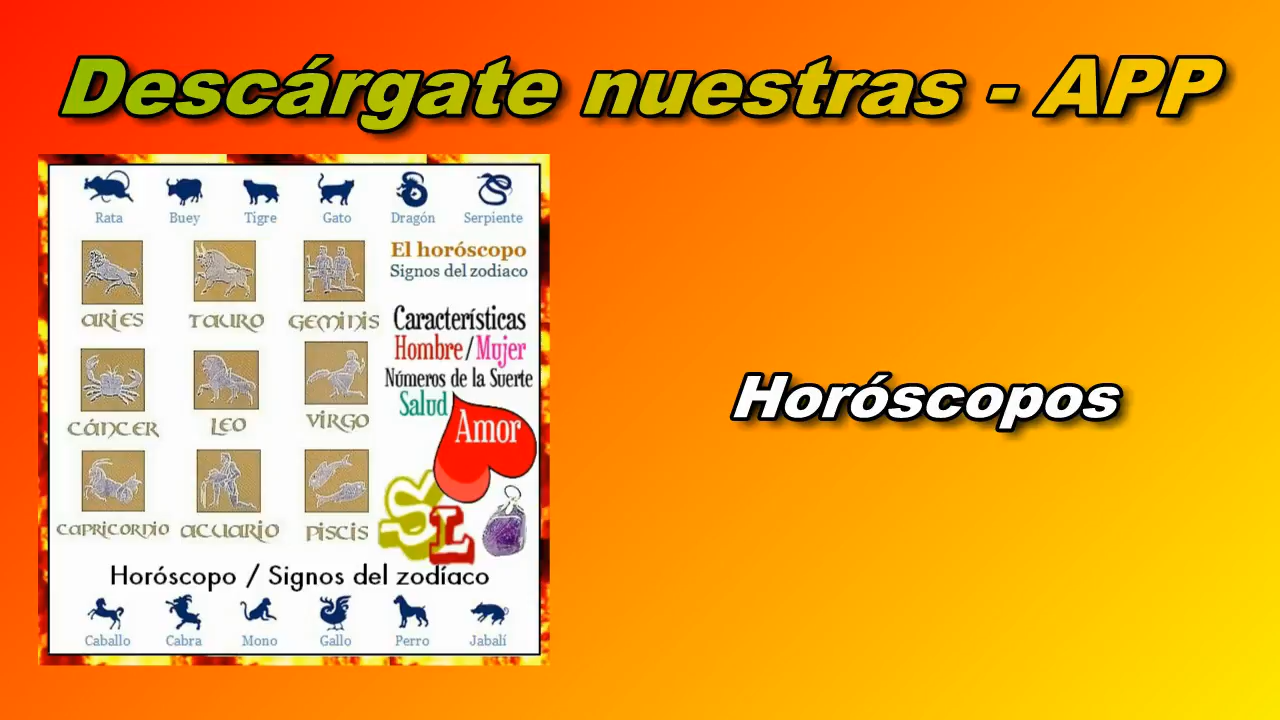 Descárgate nuestras - APP
Rata Buey Tigre Gato Dragón Serpiente
El horóscopo
Signos del zodiaco
ARIES TAURO GEMINIS
Características
Hombre/Mujer
Números de la Suerte
Salud
Amor
CÁNCER LEO VIRGO
SL
CAPRICORNIO ACUARIO PISCIS
Horóscopo / Signos del zodíaco
Caballo Cabra Mono Gallo Perro Jabalí
Horóscopos